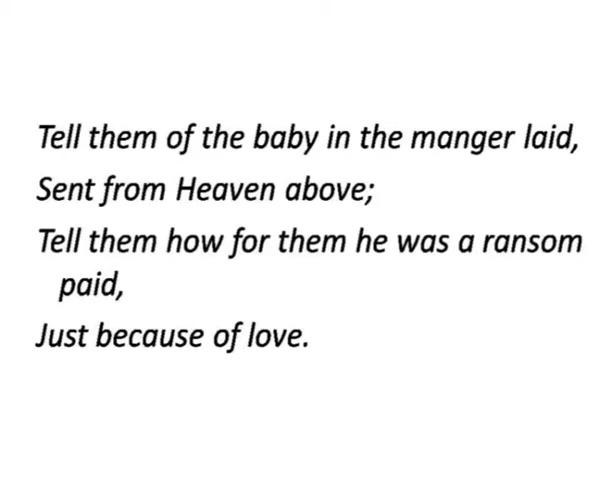 Tell them of the baby in the manger laid,
Sent from Heaven above;
Tell them how for them he was a ransom
paid,
Just because of love.